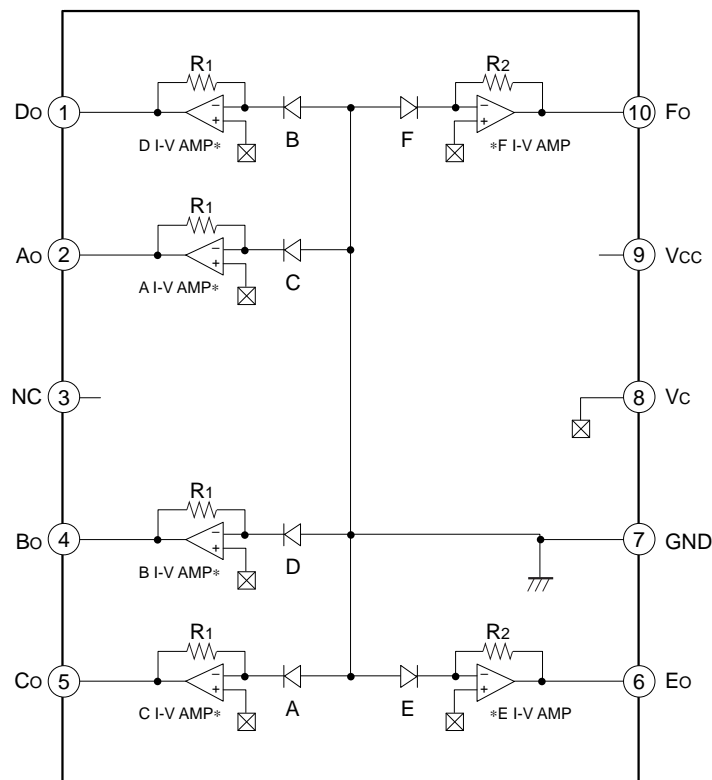 R1 R2
DO 1 − + − + 10 FO
D I-V AMP* B F *F I-V AMP
R1
AO 2 − + 9 VCC
A I-V AMP* C
NC 3 8 VC
R1
BO 4 − + 7 GND
B I-V AMP* D
R1 R2
CO 5 − + − + 6 EO
C I-V AMP* A E *E I-V AMP